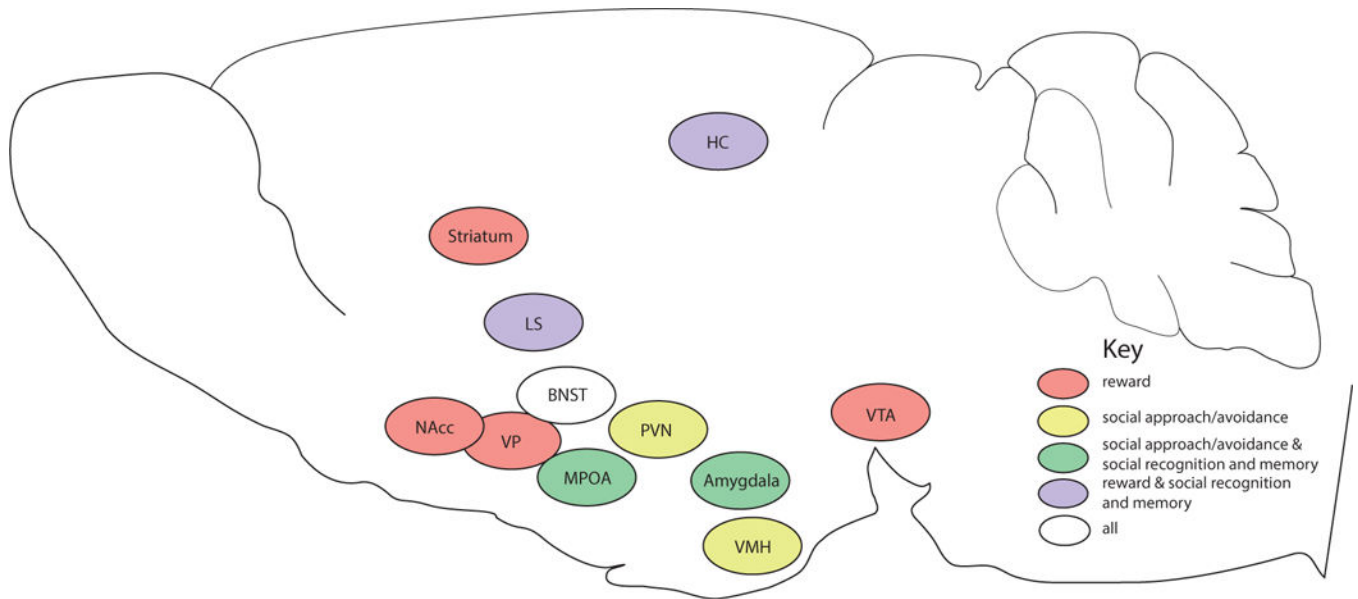 HC
Striatum
LS
BNST
NAcc
VP
PVN
VTA
MPOA
Amygdala
VMH
Key
reward
social approach/avoidance
social approach/avoidance &
social recognition and memory
reward & social recognition
and memory
all